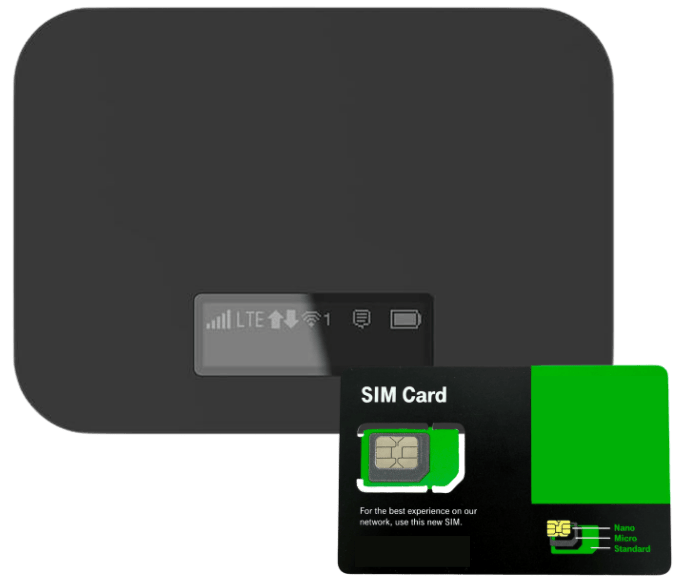 LTE 1
SIM Card
For the best experience on our
network, use this new SIM.
Nano
Micro
Standard